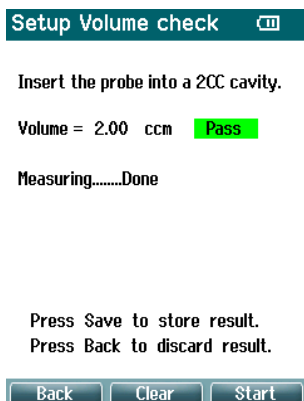 Setup Volume check
Insert the probe into a 2CC cavity.
Volume = 2.00 ccm Pass
Measuring........Done
Press Save to store result.
Press Back to discard result.
Back Clear Start